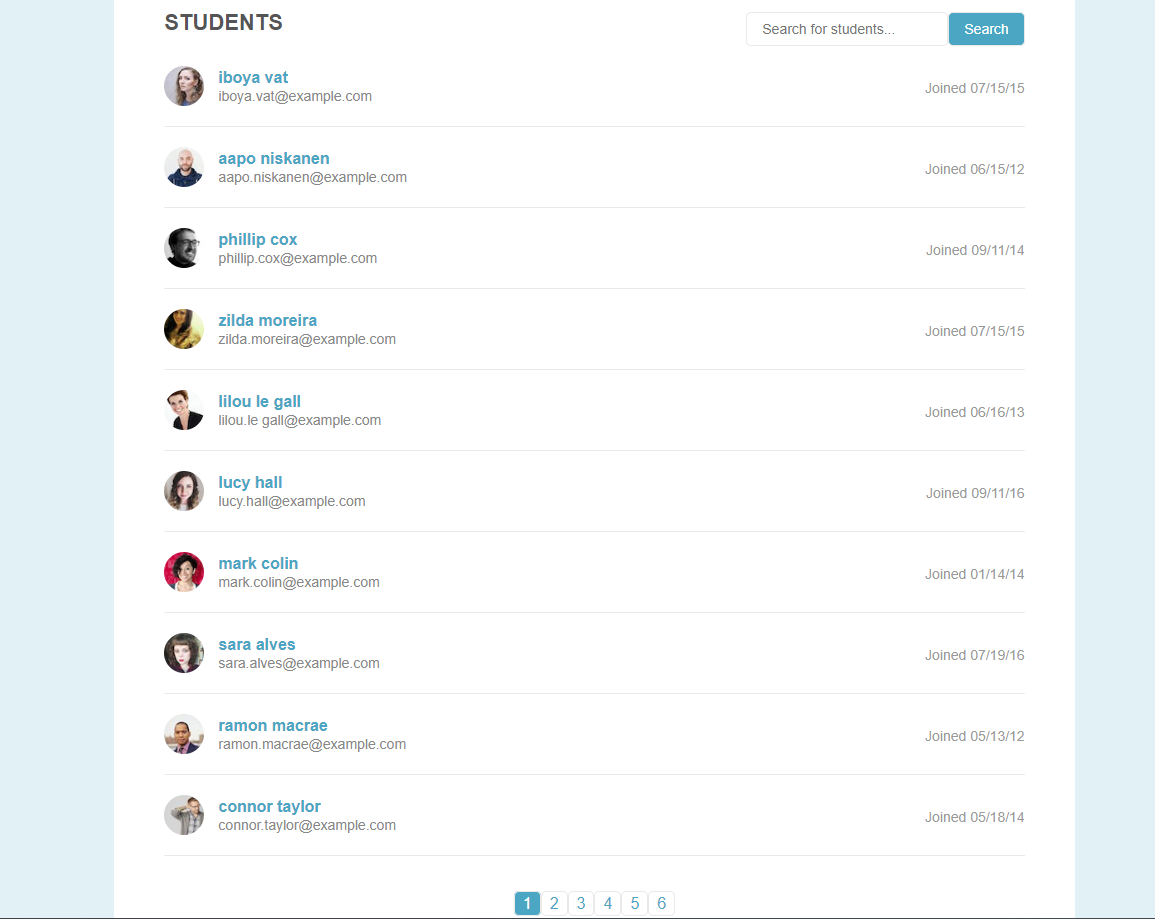 STUDENTS
Search for students... Search
iboya vat
iboya.vat@example.com
Joined 07/15/15
aapo niskanen
aapo.niskanen@example.com
Joined 06/15/12
phillip cox
phillip.cox@example.com
Joined 09/11/14
zilda moreira
zilda.moreira@example.com
Joined 07/15/15
lilou le gall
lilou.le gall@example.com
Joined 06/16/13
lucy hall
lucy.hall@example.com
Joined 09/11/16
mark colin
mark.colin@example.com
Joined 01/14/14
sara alves
sara.alves@example.com
Joined 07/19/16
ramon macrae
ramon.macrae@example.com
Joined 05/13/12
connor taylor
connor.taylor@example.com
Joined 05/18/14
1 2 3 4 5 6